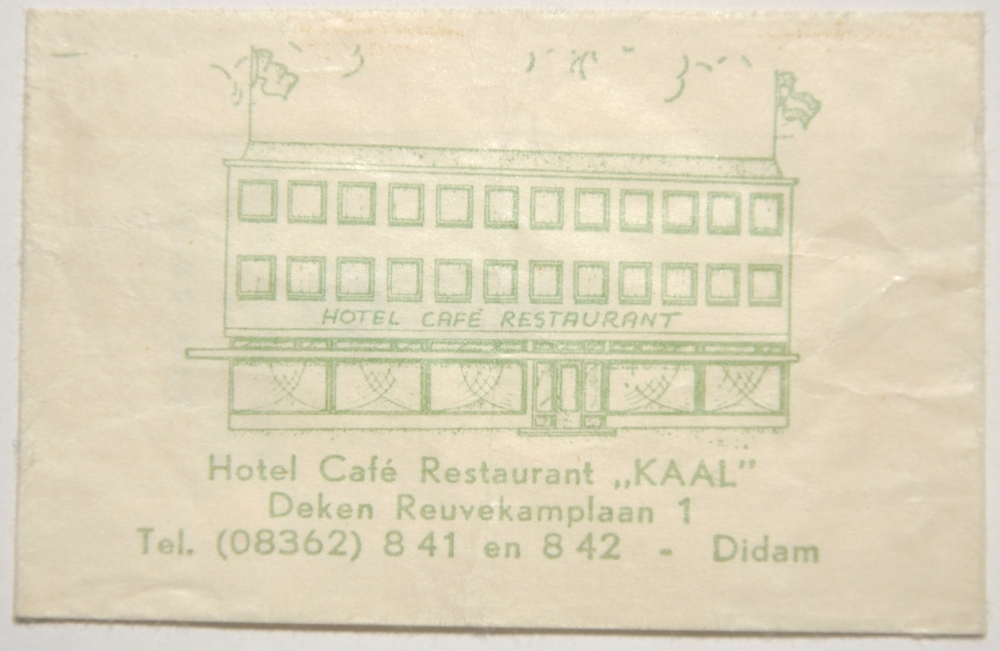 HOTEL CAFÉ RESTAURANT
Hotel Café Restaurant „KAAL”
Deken Reuvekamplaan 1
Tel. (08362) 8 41 en 8 42 - Didam